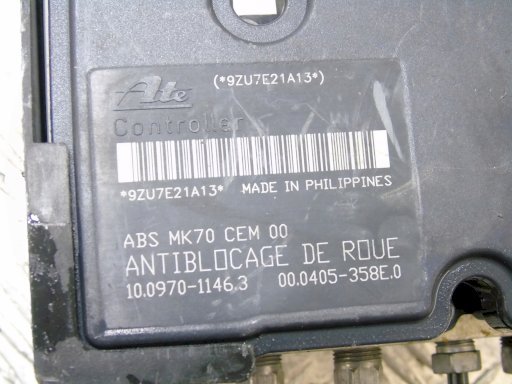 (*9ZU7E21A13*)
Ate
Controller
*9ZU7E21A13* MADE IN PHILIPPINES
ABS MK70 CEM 00
ANTIBLOCAGE DE ROUE
10.0970-1146.3 00.0405-358E.0